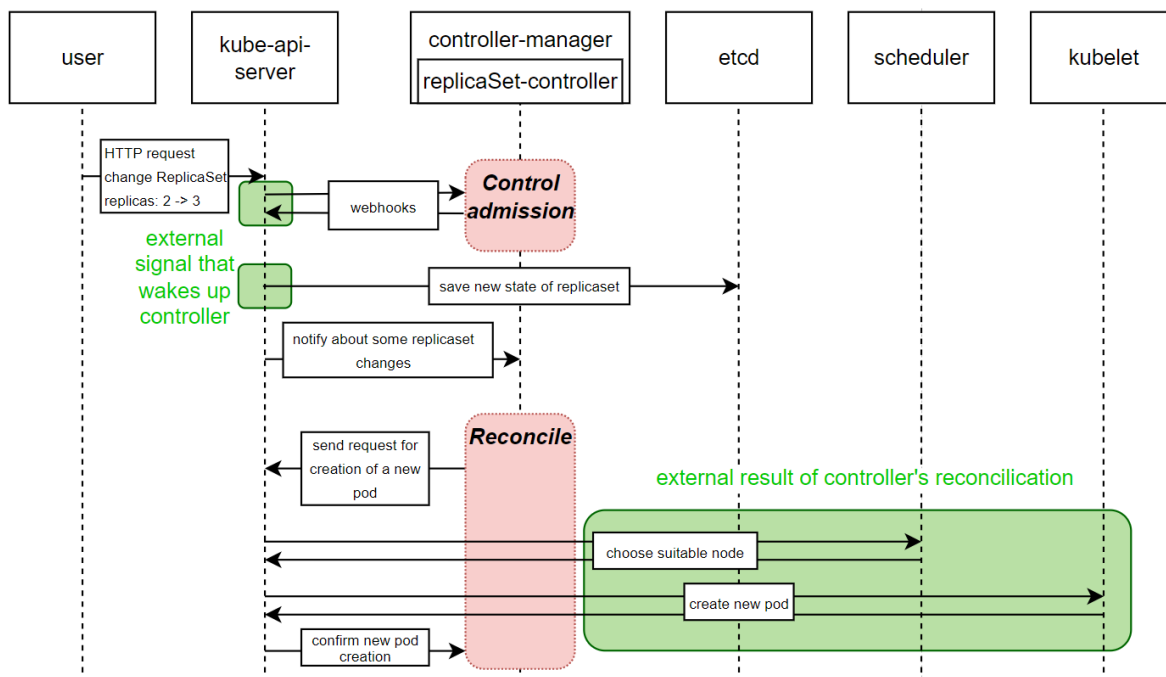 user
kube-api-
server
controller-manager
replicaSet-controller
etcd
scheduler
kubelet
HTTP request
change ReplicaSet
replicas: 2 -> 3
webhooks
Control
admission
external
signal that
wakes up
controller
save new state of replicaset
notify about some replicaset
changes
Reconcile
send request for
creation of a new
pod
external result of controller's reconcilication
choose suitable node
create new pod
confirm new pod
creation